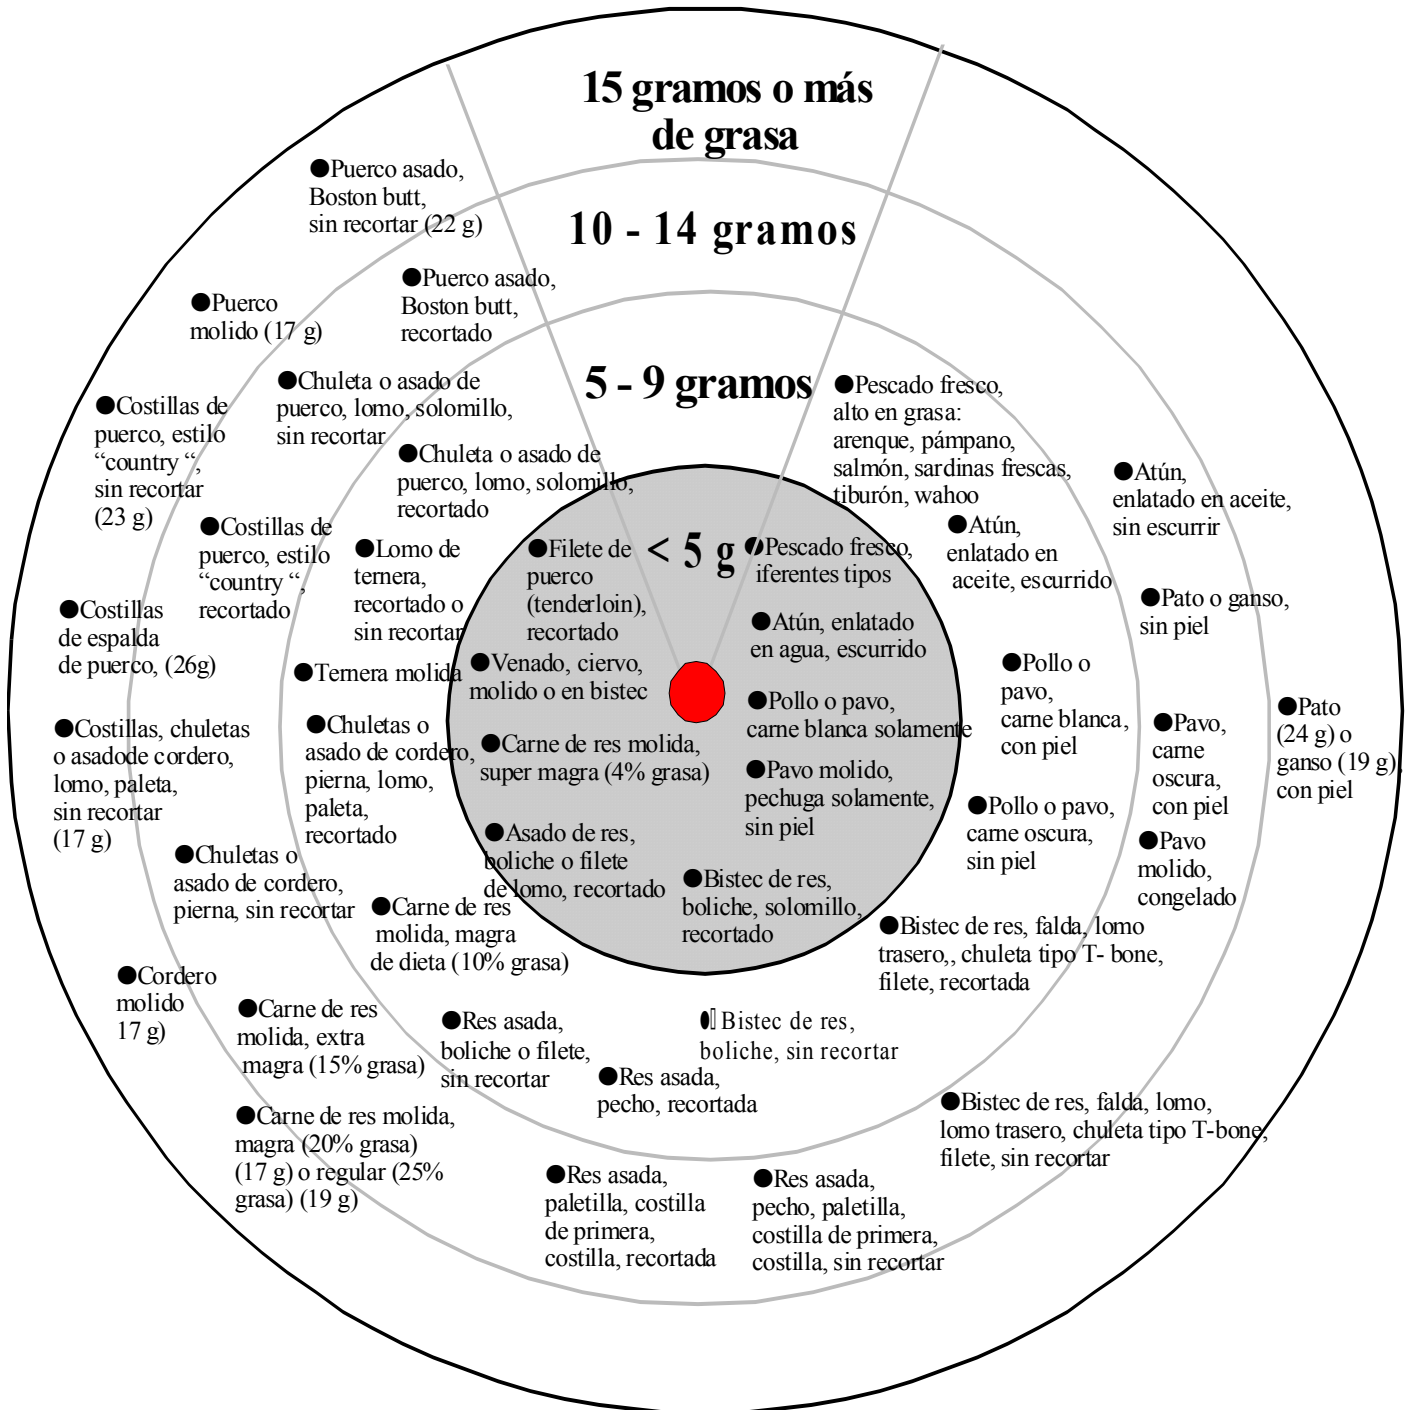 15 gramos o más
de grasa
10 - 14 gramos
5 - 9 gramos
< 5 g
●Puerco asado,
Boston butt,
sin recortar (22 g)
●Puerco asado,
Boston butt,
recortado
●Puerco
molido (17 g)
●Chuleta o asado de
puerco, lomo, solomillo,
sin recortar
●Costillas de
puerco, estilo
“country “,
sin recortar
(23 g)
●Chuleta o asado de
puerco, lomo, solomillo,
recortado
●Costillas de
puerco, estilo
“country “,
recortado
●Lomo de
ternera,
recortado o
sin recortar
●Filete de
puerco
(tenderloin),
recortado
●Costillas
de espalda
de puerco, (26g)
●Ternera molida
●Venado, ciervo,
molido o en bistec
●Costillas, chuletas
o asadode cordero,
lomo, paleta,
sin recortar
(17 g)
●Chuletas o
asado de cordero,
pierna, lomo,
paleta,
recortado
●Carne de res molida,
super magra (4% grasa)
●Chuletas o
asado de cordero,
pierna, sin recortar
●Asado de res,
boliche o filete
de lomo, recortado
●Carne de res
molida, magra
de dieta (10% grasa)
●Cordero
molido
17 g)
●Carne de res
molida, extra
magra (15% grasa)
●Res asada,
boliche o filete,
sin recortar
●Carne de res molida,
magra (20% grasa)
(17 g) o regular (25%
grasa) (19 g)
●Res asada,
pecho, recortada
●Res asada,
paletilla, costilla
de primera,
costilla, recortada
●Res asada,
pecho, paletilla,
costilla de primera,
costilla, sin recortar
Bistec de res,
boliche, sin recortar
●Bistec de res, falda, lomo,
lomo trasero, chuleta tipo T-bone,
filete, sin recortar
●Bistec de res, falda, lomo
trasero,, chuleta tipo T- bone,
filete, recortada
●Bistec de res,
boliche, solomillo,
recortado
●Pescado fresco,
alto en grasa:
arenque, pámpano,
salmón, sardinas frescas,
tiburón, wahoo
●Atún,
enlatado en aceite,
sin escurrir
●Atún,
enlatado en
aceite, escurrido
●Pescado fresco,
iferentes tipos
●Atún, enlatado
en agua, escurrido
●Pato o ganso,
sin piel
●Pollo o
pavo,
carne blanca,
con piel
●Pollo o pavo,
carne blanca solamente
●Pato
(24 g) o
ganso (19 g),
con piel
●Pavo,
carne
oscura,
con piel
●Pavo molido,
pechuga solamente,
sin piel
●Pollo o pavo,
carne oscura,
sin piel
●Pavo
molido,
congelado